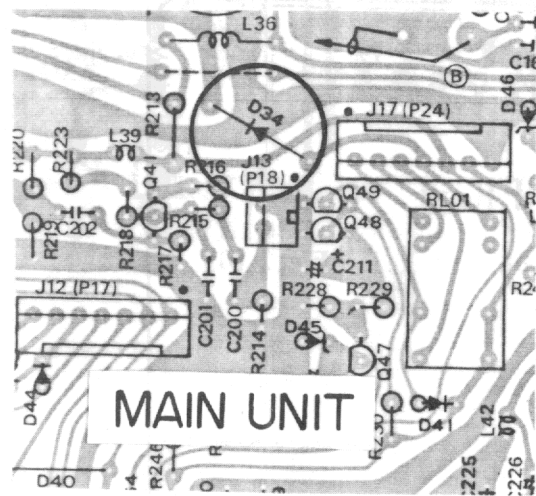 L36
C16
B
D46
R213
D34
J17 (P24)
R220
R223
L39
Q41
R216
J13
(P18)
Q49
RL01
R219
C202
R218
R215
Q48
R217
C211
J12 (P17)
R228
R229
R24
C201
C200
R214
D45
Q47
D44
MAIN UNIT
R230
D41
L42
D40
R246
C225
C226